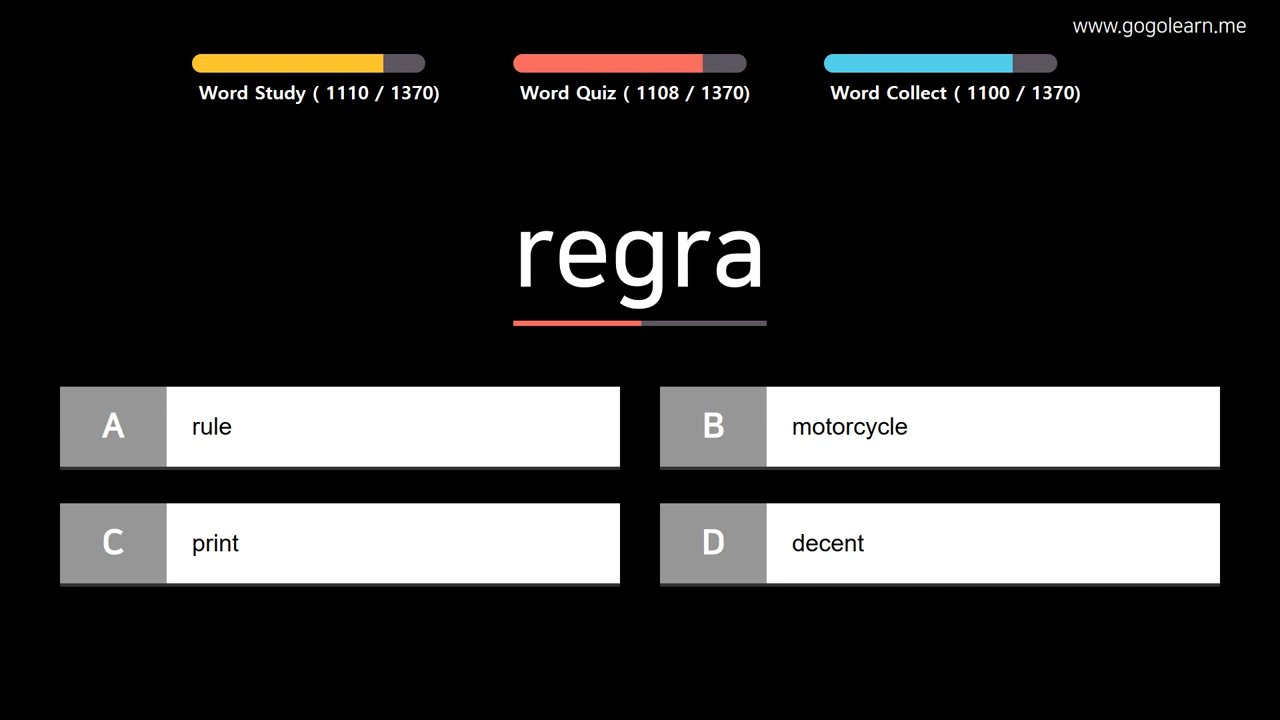 www.gogolearn.me
Word Study ( 1110 / 1370)
Word Quiz ( 1108 / 1370)
Word Collect ( 1100 / 1370)
regra
A rule
B motorcycle
C print
D decent